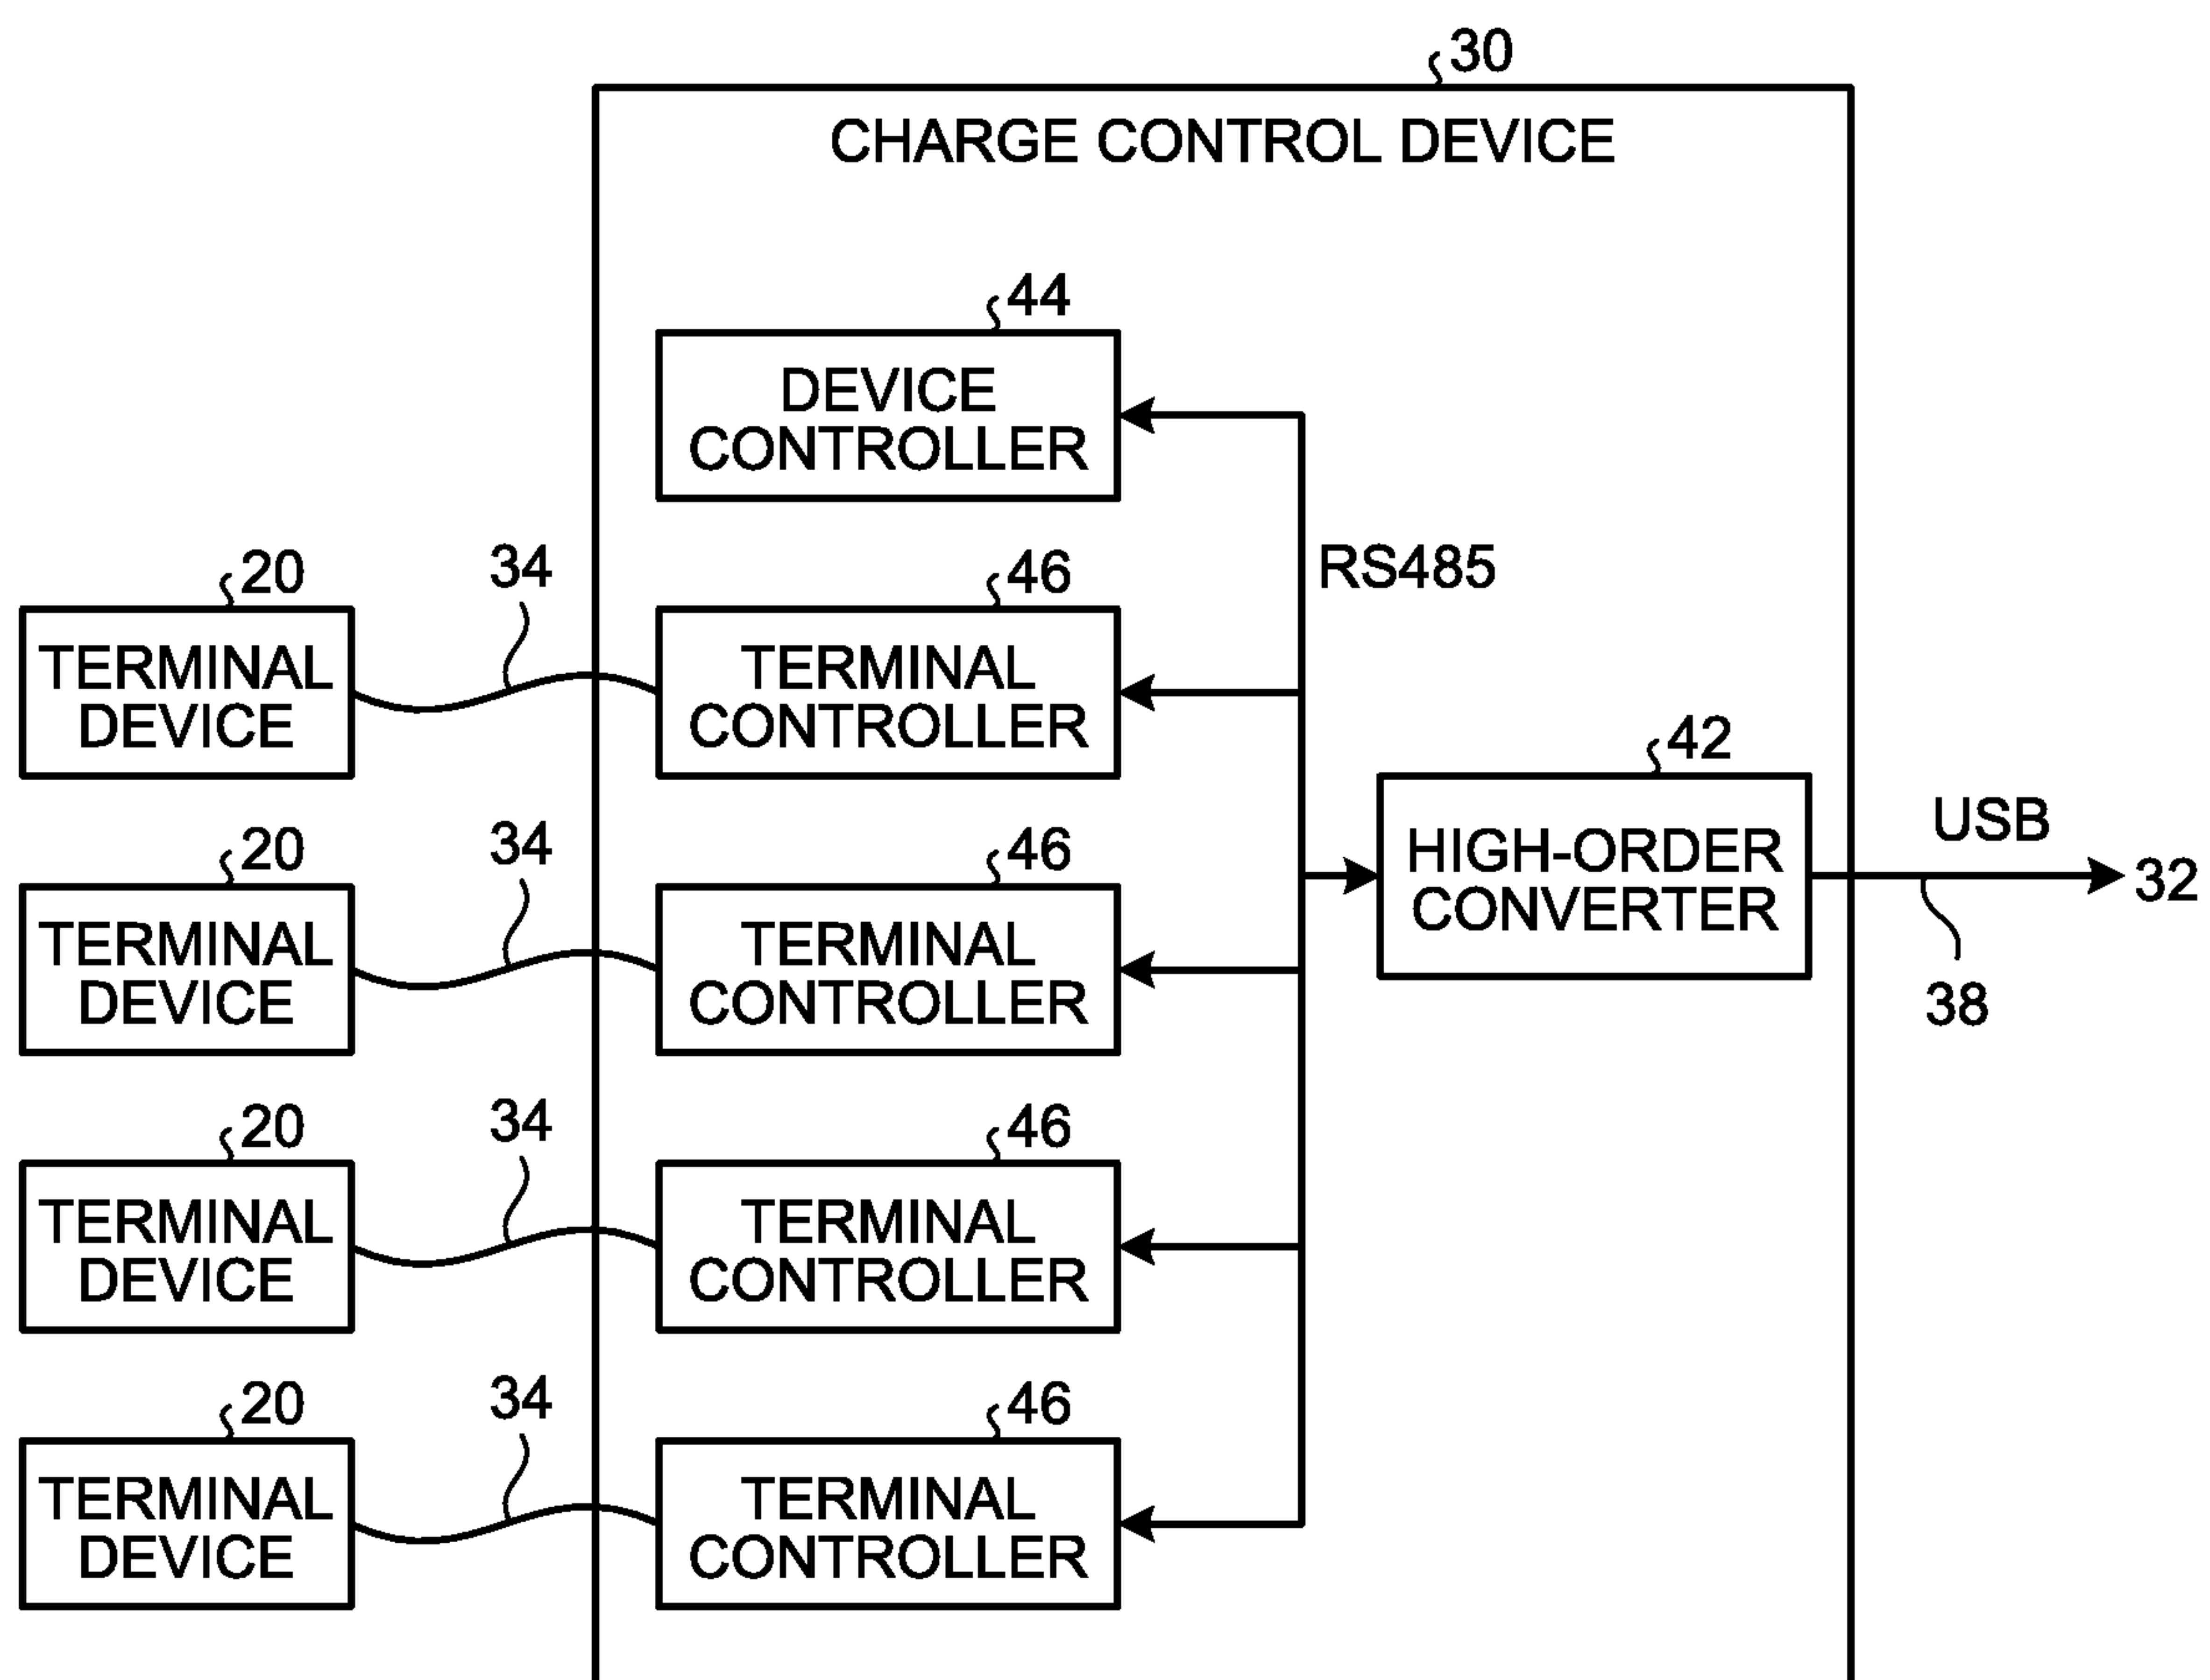 30
CHARGE CONTROL DEVICE
44
DEVICE
CONTROLLER
RS485
20
34
46
TERMINAL
DEVICE
TERMINAL
CONTROLLER
42
HIGH-ORDER
CONVERTER
USB
32
38
20
34
46
TERMINAL
DEVICE
TERMINAL
CONTROLLER
20
34
46
TERMINAL
DEVICE
TERMINAL
CONTROLLER
20
34
46
TERMINAL
DEVICE
TERMINAL
CONTROLLER